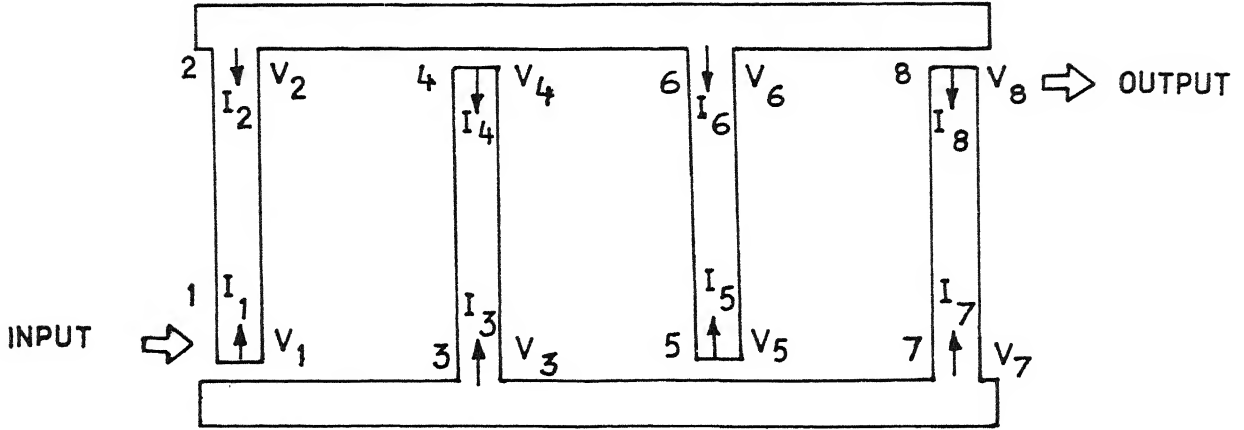 2 V2 4 V4 6 V6 8 V8 OUTPUT
I2 I4 I6 I8
1 I1 I3 I5 I7
INPUT V1 3 V3 5 V5 7 V7